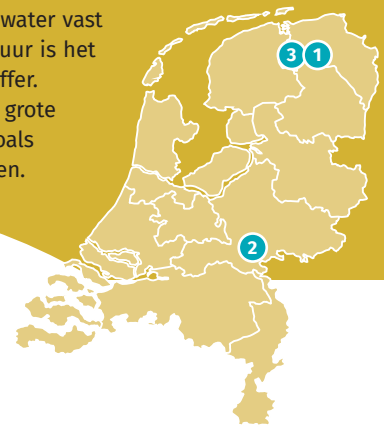 water vast
uur is het
ffer.
grote
oals
en.
3 1
2